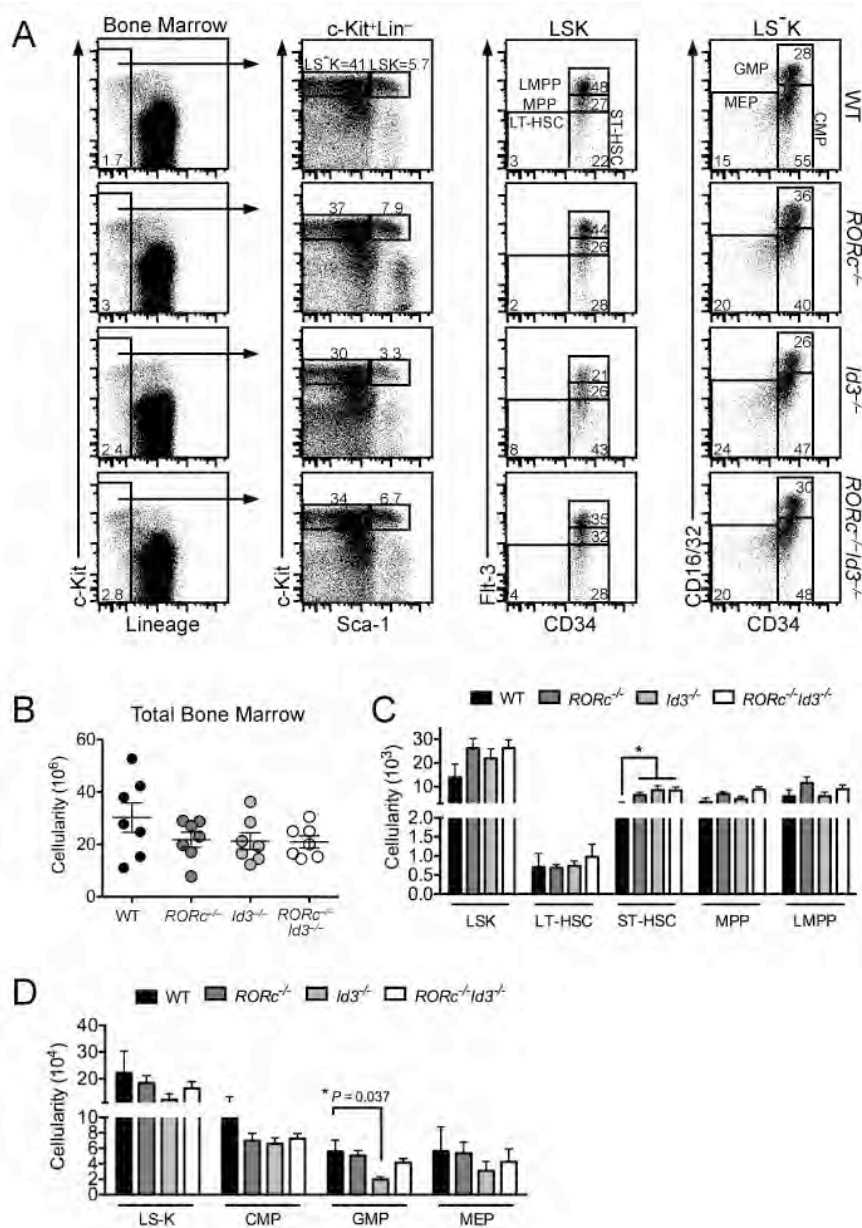 A
Bone Marrow
c-Kit⁺Lin⁻
LSK
LS⁻K
LS⁻K=41 LSK=5.7
LMPP
48
MPP
27
LT-HSC
ST-HSC
3
22
GMP
28
MEP
CMP
15
55
1.7
WT
37
7.9
44
26
2
28
36
20
40
3
RORc⁻/⁻
30
3.3
21
26
8
43
26
24
47
2.4
Id3⁻/⁻
34
6.7
35
32
4
28
30
20
48
2.8
RORc⁻/⁻Id3⁻/⁻
c-Kit
Lineage
c-Kit
Sca-1
Flt-3
CD34
CD16/32
CD34
B
Total Bone Marrow
Cellularity (10⁶)
60
40
20
0
WT
RORc⁻/⁻
Id3⁻/⁻
RORc⁻/⁻
Id3⁻/⁻
C
WT RORc⁻/⁻ Id3⁻/⁻ RORc⁻/⁻Id3⁻/⁻
Cellularity (10³)
30
20
10
2.0
1.5
1.0
0.5
0.0
*
LSK LT-HSC ST-HSC MPP LMPP
D
WT RORc⁻/⁻ Id3⁻/⁻ RORc⁻/⁻Id3⁻/⁻
Cellularity (10⁴)
40
20
10
8
6
4
2
0
* P = 0.037
LS-K CMP GMP MEP